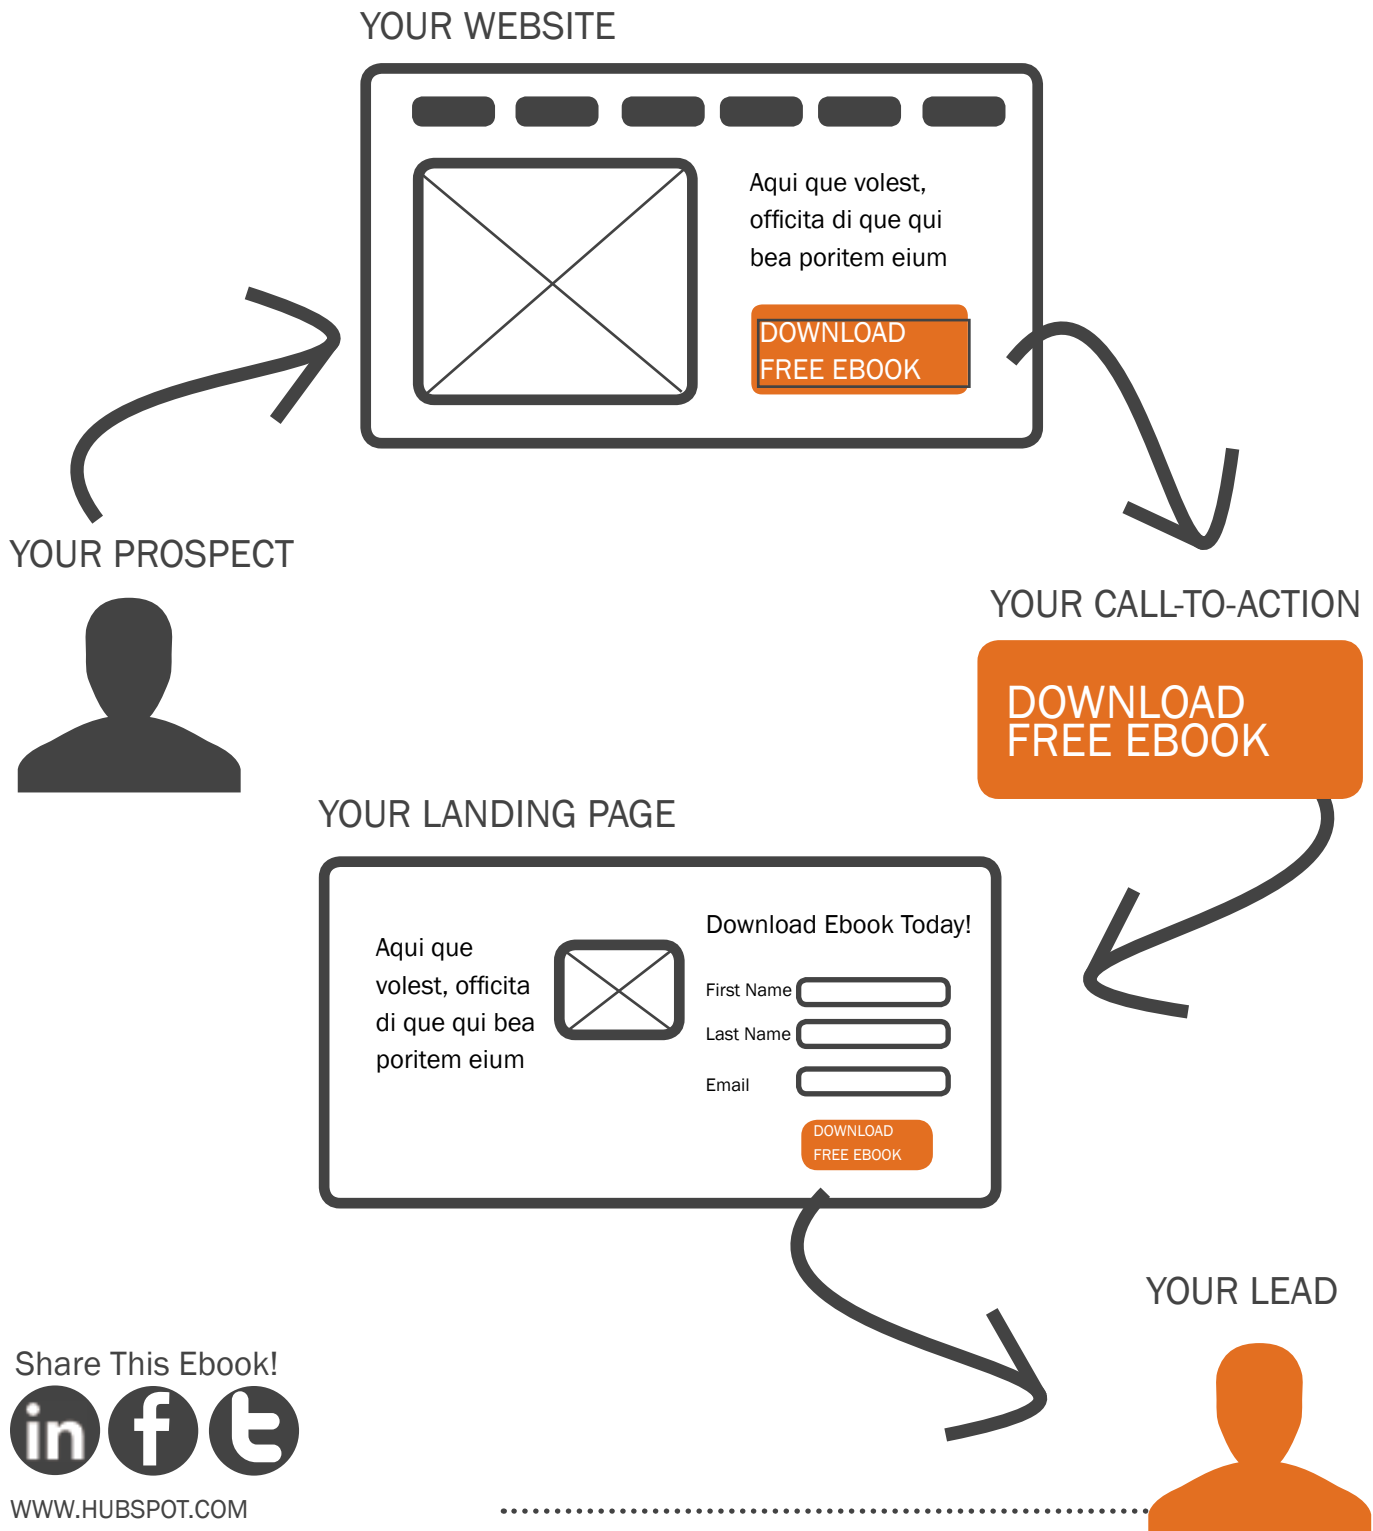 YOUR WEBSITE
Aqui que volest,
officita di que qui
bea poritem eium
DOWNLOAD
FREE EBOOK
YOUR PROSPECT
YOUR CALL-TO-ACTION
DOWNLOAD
FREE EBOOK
YOUR LANDING PAGE
Aqui que
volest, officita
di que qui bea
poritem eium
Download Ebook Today!
First Name
Last Name
Email
DOWNLOAD
FREE EBOOK
YOUR LEAD
Share This Ebook!
in f t
WWW.HUBSPOT.COM